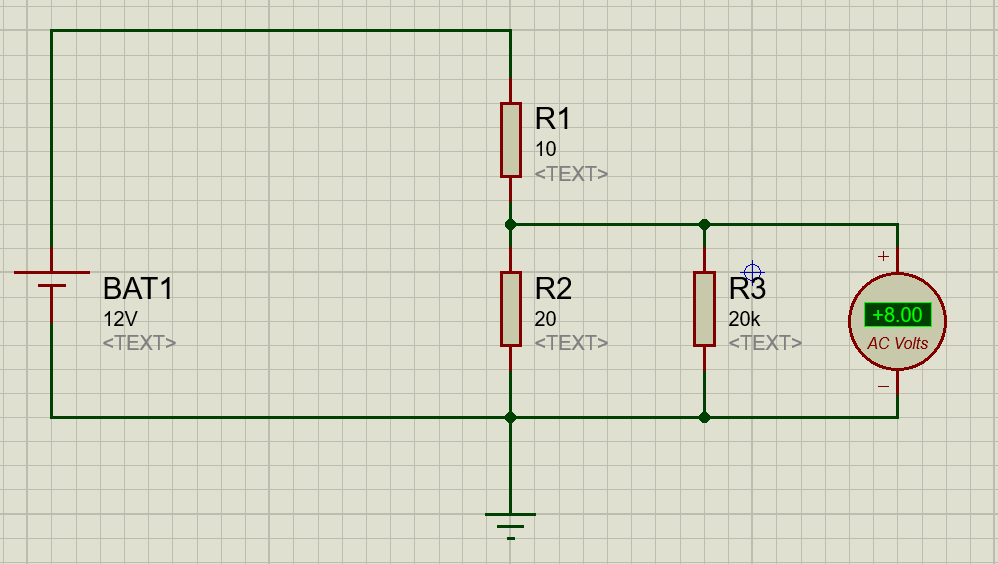 R1
10
<TEXT>
BAT1
12V
<TEXT>
R2
20
<TEXT>
R3
20k
<TEXT>
+
+8.00
AC Volts
−